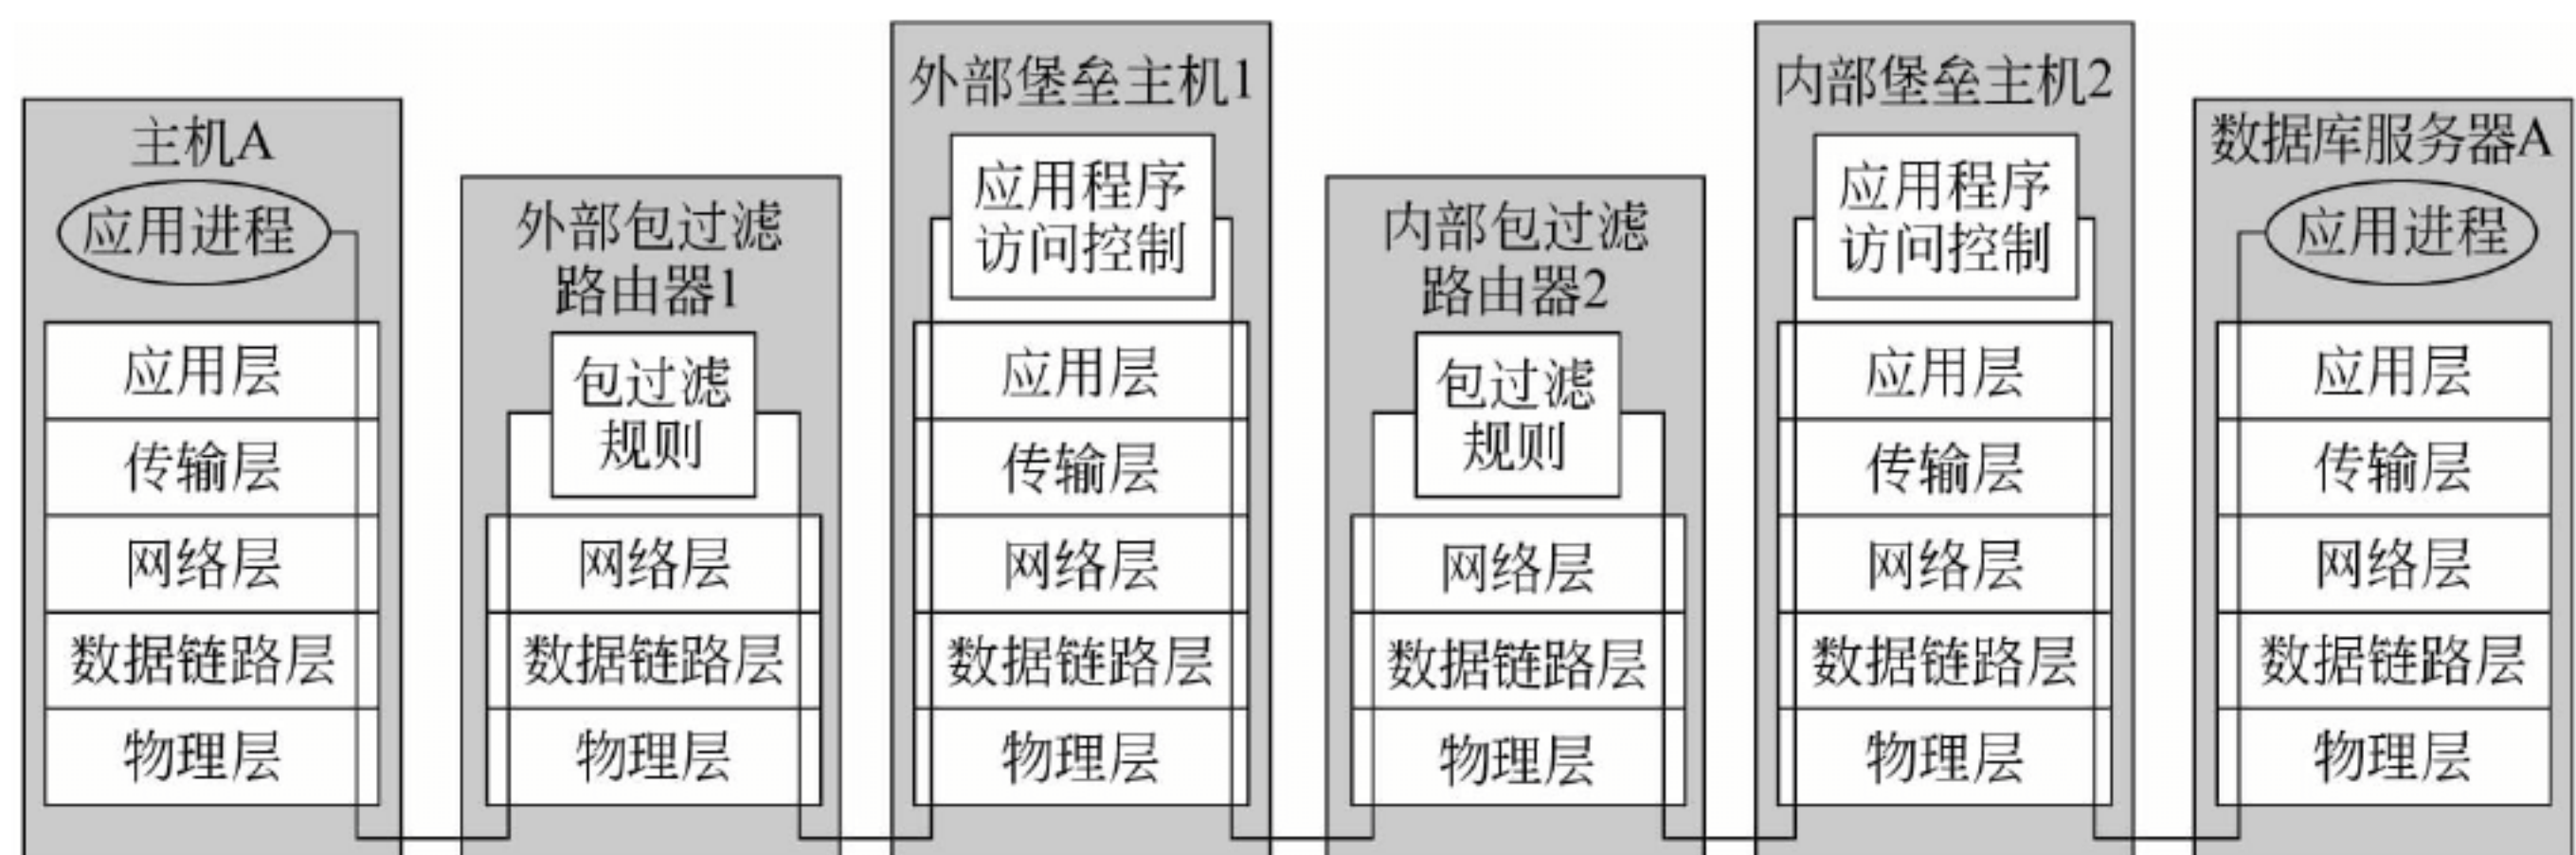 主机A
应用进程
应用层
传输层
网络层
数据链路层
物理层
外部包过滤
路由器1
包过滤
规则
网络层
数据链路层
物理层
外部堡垒主机1
应用程序
访问控制
应用层
传输层
网络层
数据链路层
物理层
内部包过滤
路由器2
包过滤
规则
网络层
数据链路层
物理层
内部堡垒主机2
应用程序
访问控制
应用层
传输层
网络层
数据链路层
物理层
数据库服务器A
应用进程
应用层
传输层
网络层
数据链路层
物理层